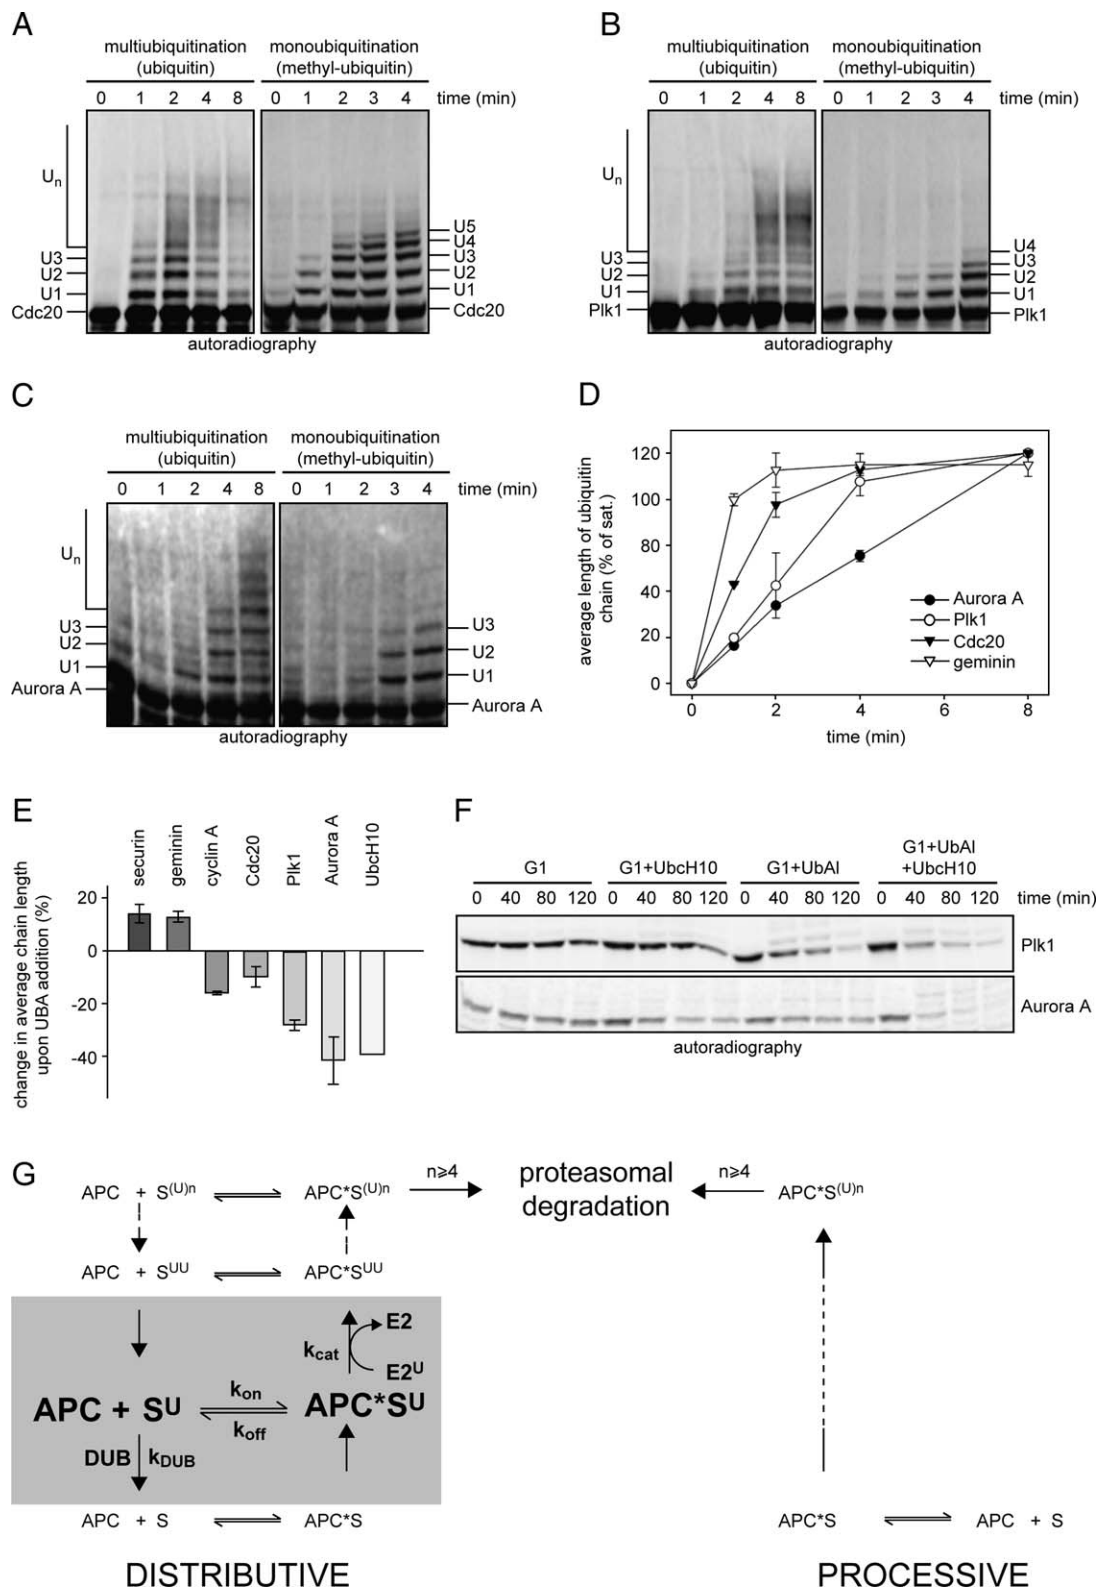 A
multiubiquitination
(ubiquitin)
monoubiquitination
(methyl-ubiquitin)
0 1 2 4 8 0 1 2 3 4 time (min)
Un
U3
U2
U1
Cdc20
U5
U4
U3
U2
U1
Cdc20
autoradiography
B
multiubiquitination
(ubiquitin)
monoubiquitination
(methyl-ubiquitin)
0 1 2 4 8 0 1 2 3 4 time (min)
Un
U3
U2
U1
Plk1
U4
U3
U2
U1
Plk1
autoradiography
C
multiubiquitination
(ubiquitin)
monoubiquitination
(methyl-ubiquitin)
0 1 2 4 8 0 1 2 3 4 time (min)
Un
U3
U2
U1
Aurora A
U3
U2
U1
Aurora A
autoradiography
D
average length of ubiquitin
chain (% of sat.)
120
100
80
40
20
0
Aurora A
Plk1
Cdc20
geminin
0 2 4 6 8
time (min)
E
securin
geminin
cyclin A
Cdc20
Plk1
Aurora A
UbcH10
change in average chain length
upon UBA addition (%)
20
0
-20
-40
F
G1 G1+UbcH10 G1+UbAl G1+UbAl
+UbcH10
0 40 80 120 0 40 80 120 0 40 80 120 0 40 80 120 time (min)
Plk1
Aurora A
autoradiography
G
APC + S(U)n APC*S(U)n n≥4 proteasomal
degradation n≥4 APC*S(U)n
APC + SUU APC*SUU
E2
kcat
E2U
APC + SU kon koff APC*SU
DUB kDUB
APC + S APC*S
APC*S APC + S
DISTRIBUTIVE
PROCESSIVE